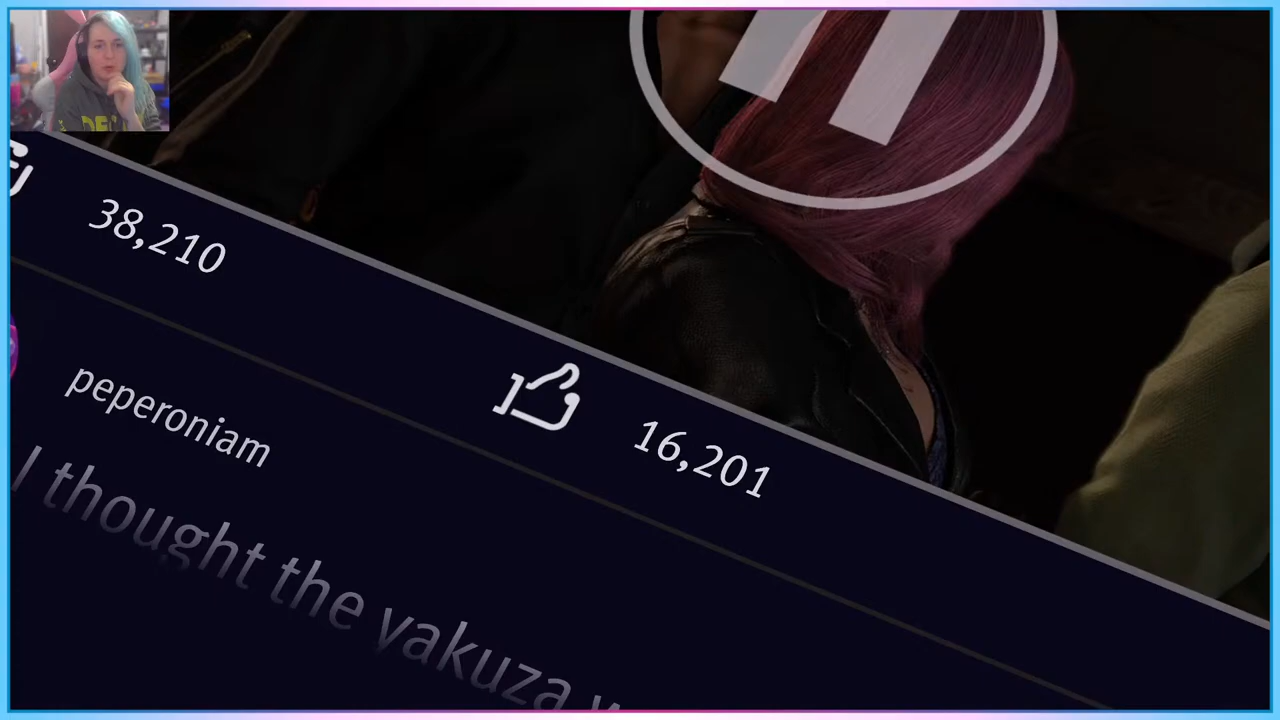 38,210
16,201
peperoniam
I thought the yakuza